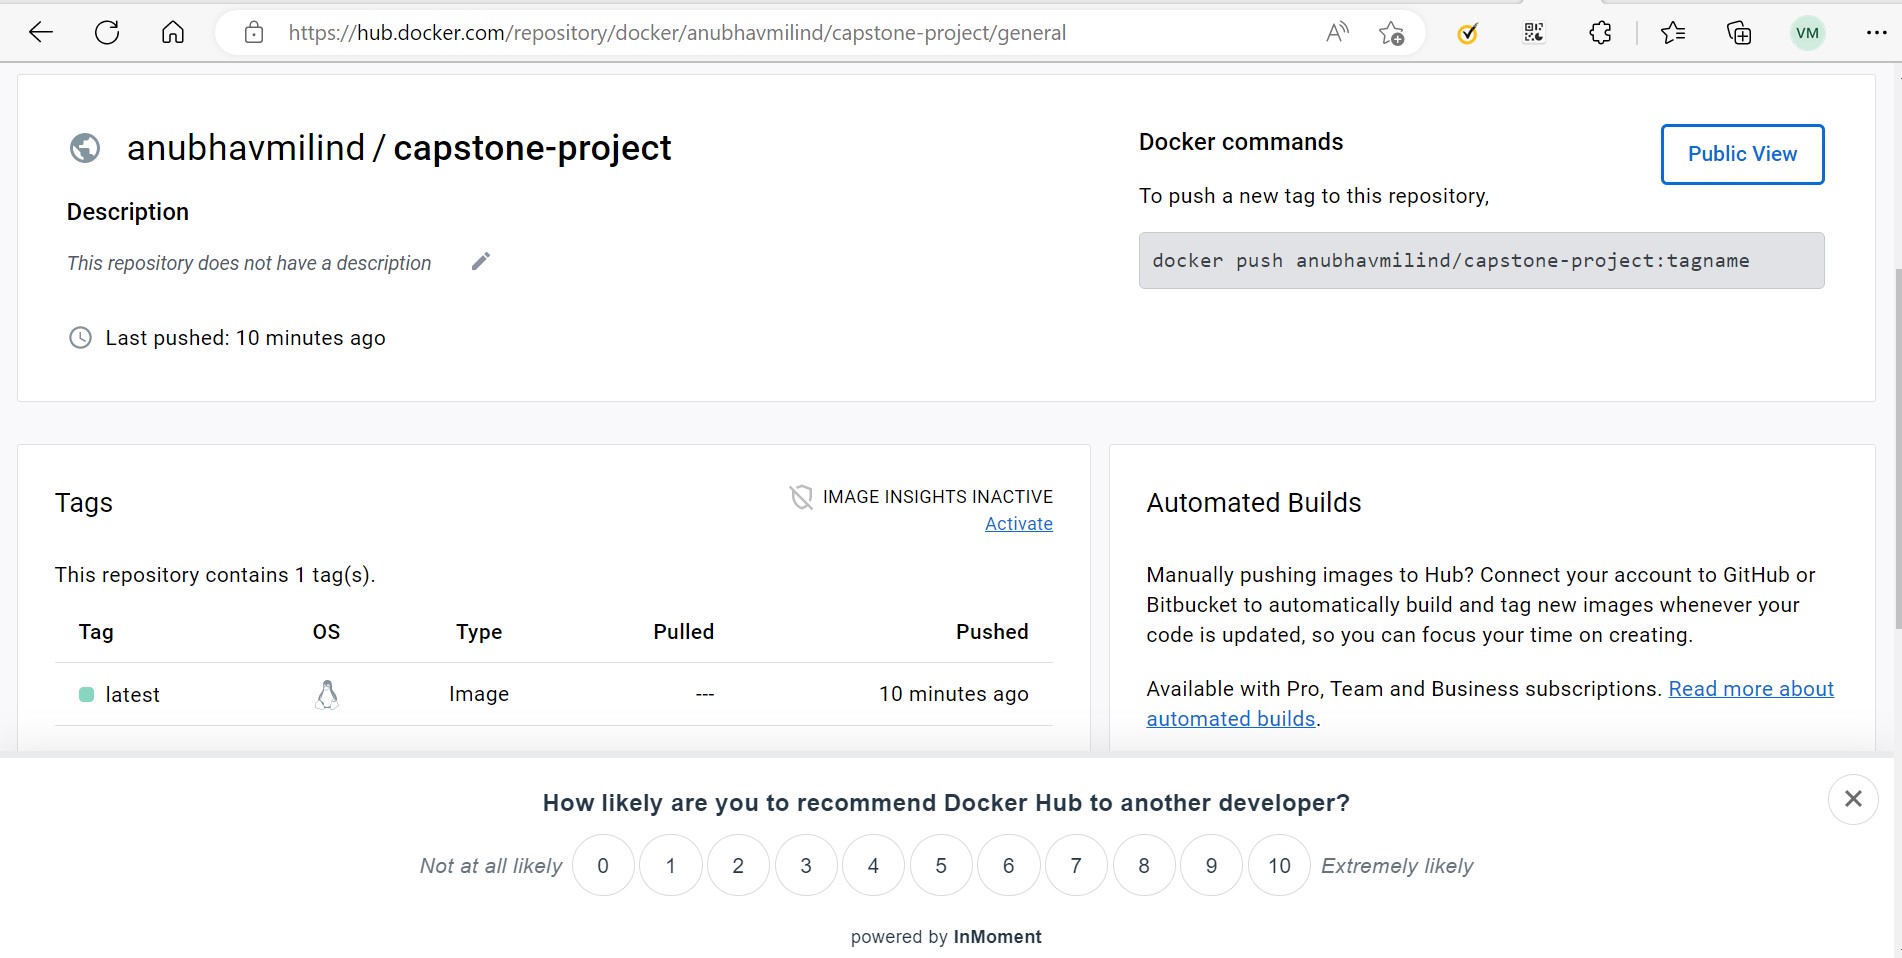 https://hub.docker.com/repository/docker/anubhavmilind/capstone-project/general
VM
anubhavmilind / capstone-project
Docker commands
Public View
To push a new tag to this repository,
Description
docker push anubhavmilind/capstone-project:tagname
This repository does not have a description
Last pushed: 10 minutes ago
Tags
IMAGE INSIGHTS INACTIVE
Activate
This repository contains 1 tag(s).
Tag OS Type Pulled Pushed
latest Image --- 10 minutes ago
Automated Builds
Manually pushing images to Hub? Connect your account to GitHub or
Bitbucket to automatically build and tag new images whenever your
code is updated, so you can focus your time on creating.
Available with Pro, Team and Business subscriptions. Read more about
automated builds.
How likely are you to recommend Docker Hub to another developer?
Not at all likely 0 1 2 3 4 5 6 7 8 9 10 Extremely likely
powered by InMoment